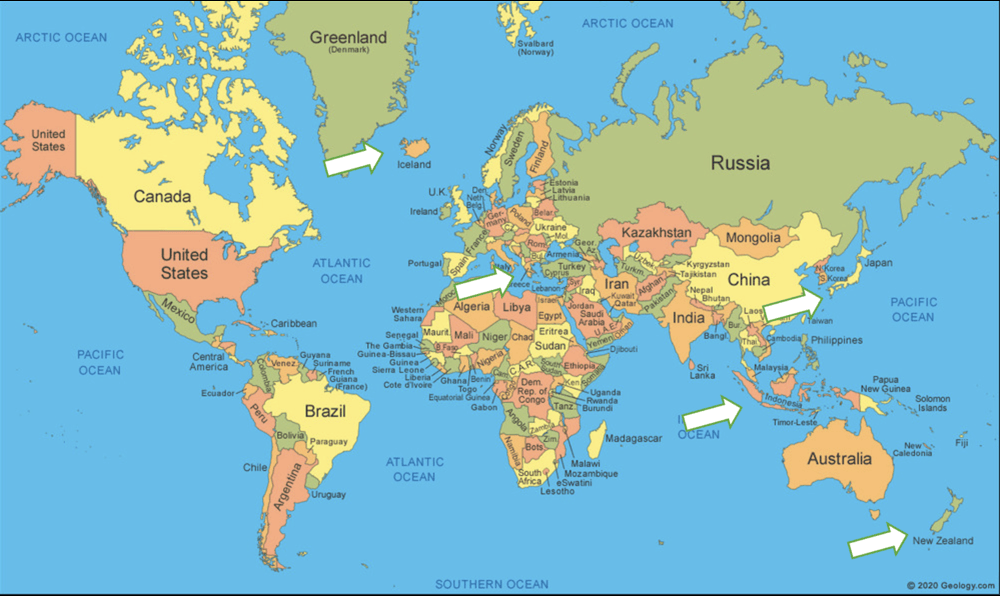 ARCTIC OCEAN
Greenland
(Denmark)
Svalbard
(Norway)
ARCTIC OCEAN
United
States
Canada
Iceland
Norway
Sweden
Finland
Russia
Estonia
Latvia
Lithuania
U.K.
Ireland
Den
Neth
Belg
Ger-
many
Poland
Belar
Ukraine
Mol
France
Rom
Bul
Italy
Spain
Portugal
Geor.
Az
Armenia
Turkey
Cyprus
Lebanon
Syr
Iraq
Israel
Jordan
Kuwait
Qatar
Saudi
Arabia
U.A.E.
Yemen
Oman
Djibouti
Iran
Kazakhstan
Uzbek
Turkm
Kyrgyzstan
Tajikistan
Afghan
Pakistan
Mongolia
China
Nepal
Bhutan
India
Bangl
Bur
Laos
Thai
Cambodia
N Korea
S Korea
Japan
Taiwan
Philippines
Malaysia
Indonesia
Sri
Lanka
Timor-Leste
Papua
New Guinea
Solomon
Islands
Fiji
New
Caledonia
Australia
New Zealand
PACIFIC
OCEAN
United
States
Mexico
ATLANTIC
OCEAN
Caribbean
Central
America
PACIFIC
OCEAN
Venez
Guyana
Suriname
French
Guiana
(France)
Colombia
Ecuador
Peru
Brazil
Bolivia
Paraguay
Chile
Argentina
Uruguay
ATLANTIC
OCEAN
Western
Sahara
Algeria
Libya
Egypt
Maurit
Mali
Niger
Chad
Eritrea
Sudan
Senegal
The Gambia
Guinea-Bissau
Guinea
Sierra Leone
Liberia
Cote d'Ivoire
B Faso
Ghana
Togo
Benin
Nigeria
Equatorial Guinea
Gabon
C.A.R.
South
Sudan
Ethiopia
Kenya
Uganda
Rwanda
Burundi
Dem.
Rep. of
Congo
Tanz.
Angola
Zambia
Zim.
Namibia
Bots.
South
Africa
Malawi
Mozambique
eSwatini
Lesotho
Madagascar
OCEAN
SOUTHERN OCEAN
© 2020 Geology.com